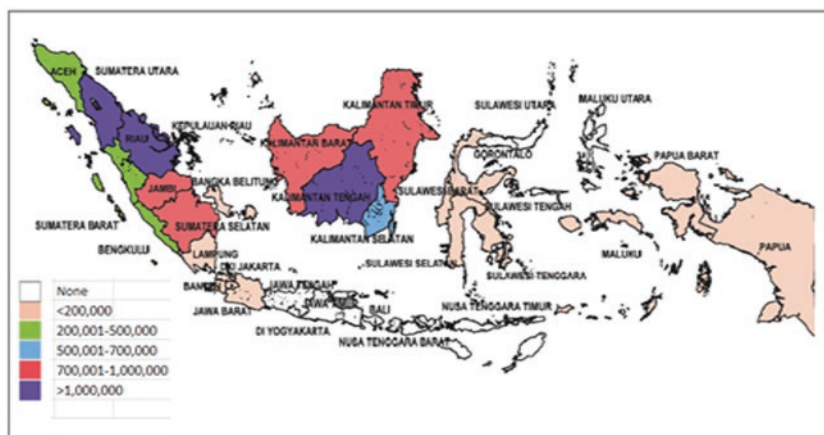 ACEH
SUMATERA UTARA
RIAU
KEPULAUAN RIAU
JAMBI
BANGKA BELITUNG
SUMATERA SELATAN
SUMATERA BARAT
BENGKULUI
LAMPUNG
DKI JAKARTA
BANTEN
JAWA BARAT
JAWA TENGAH
JAWA TIMUR
BALI
DI YOGYAKARTA
NUSA TENGGARA BARAT
NUSA TENGGARA TIMUR
KALIMANTAN TIMUR
KALIMANTAN BARAT
KALIMANTAN TENGAH
KALIMANTAN SELATAN
SULAWESI UTARA
GORONTALO
SULAWESI BARAT
SULAWESI TENGAH
SULAWESI SELATAN
SULAWESI TENGGARA
MALUKU UTARA
MALUKU
PAPUA BARAT
PAPUA
None
<200,000
200,001-500,000
500,001-700,000
700,001-1,000,000
>1,000,000